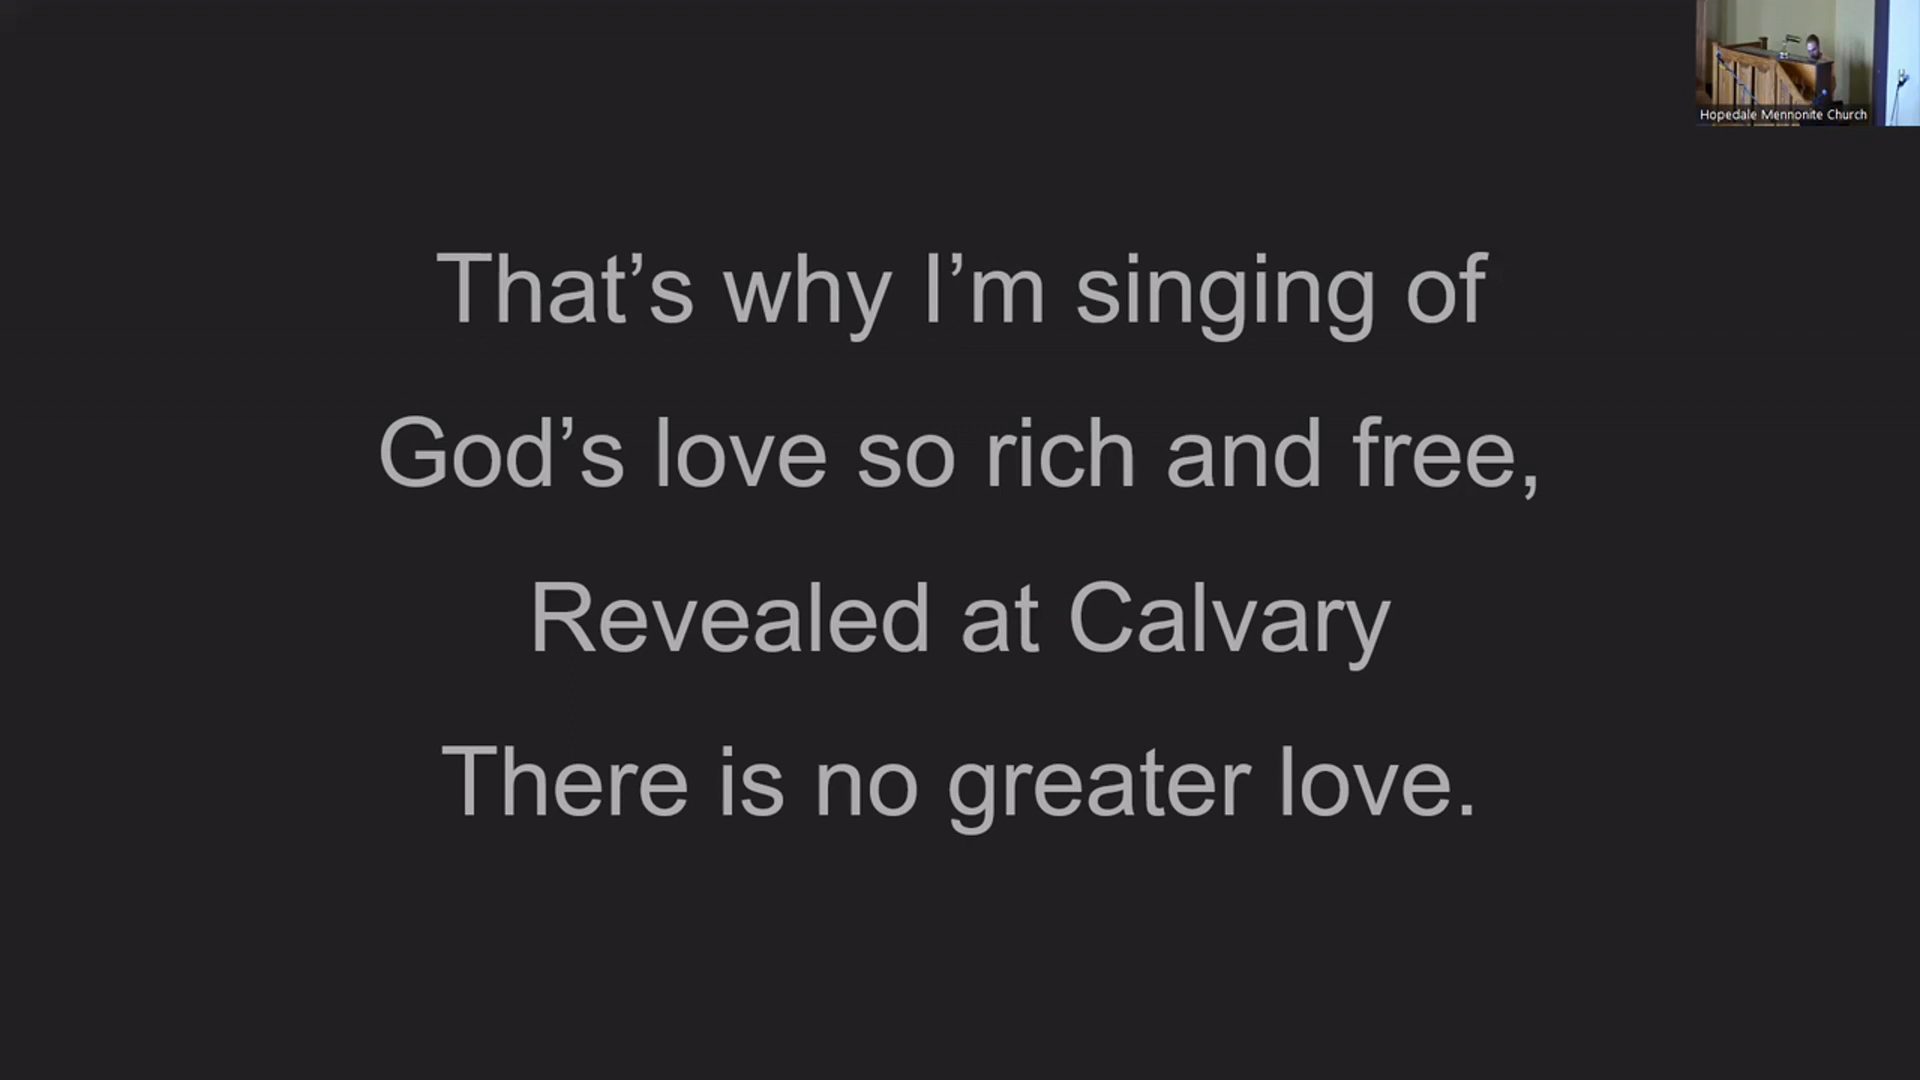 Hopedale Mennonite Church
That’s why I’m singing of
God’s love so rich and free,
Revealed at Calvary
There is no greater love.